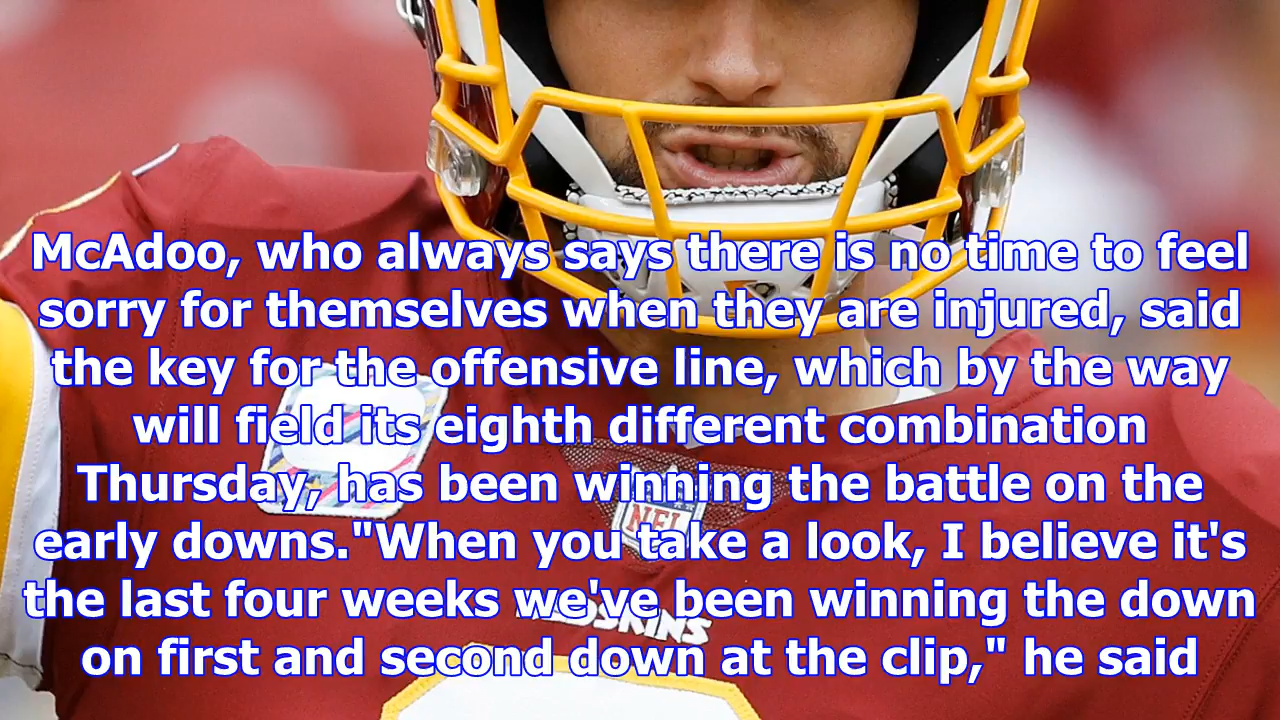 McAdoo, who always says there is no time to feel
sorry for themselves when they are injured, said
the key for the offensive line, which by the way
will field its eighth different combination
Thursday, has been winning the battle on the
early downs."When you take a look, I believe it's
the last four weeks we've been winning the down
on first and second down at the clip," he said
NFL